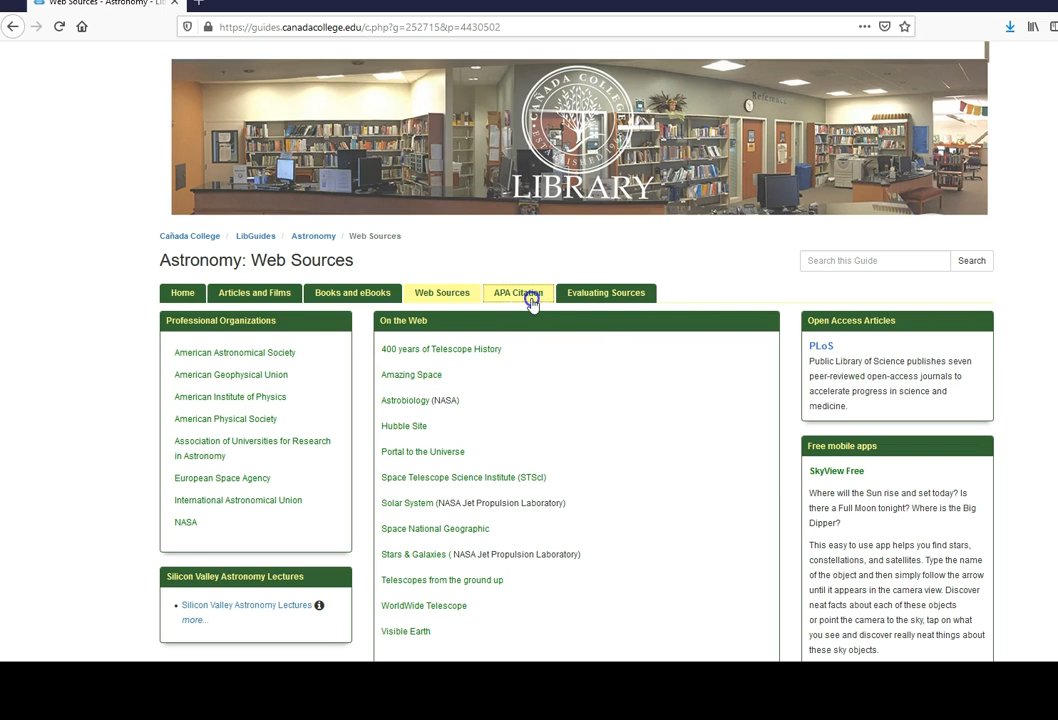 Web Sources - Astronomy - Lib
https://guides.canadacollege.edu/c.php?g=252715&p=4430502
CAÑADA COLLEGE
ESTABLISHED
LIBRARY
Reference
Cañada College / LibGuides / Astronomy / Web Sources
Astronomy: Web Sources
Search this Guide Search
Home Articles and Films Books and eBooks Web Sources APA Citation Evaluating Sources
Professional Organizations
American Astronomical Society
American Geophysical Union
American Institute of Physics
American Physical Society
Association of Universities for Research
in Astronomy
European Space Agency
International Astronomical Union
NASA
Silicon Valley Astronomy Lectures
• Silicon Valley Astronomy Lectures
more...
On the Web
400 years of Telescope History
Amazing Space
Astrobiology (NASA)
Hubble Site
Portal to the Universe
Space Telescope Science Institute (STScI)
Solar System (NASA Jet Propulsion Laboratory)
Space National Geographic
Stars & Galaxies ( NASA Jet Propulsion Laboratory)
Telescopes from the ground up
WorldWide Telescope
Visible Earth
Open Access Articles
PLoS
Public Library of Science publishes seven
peer-reviewed open-access journals to
accelerate progress in science and
medicine.
Free mobile apps
SkyView Free
Where will the Sun rise and set today? Is
there a Full Moon tonight? Where is the Big
Dipper?
This easy to use app helps you find stars,
constellations, and satellites. Type the name
of the object and then simply follow the arrow
until it appears in the camera view. Discover
neat facts about each of these objects
or point the camera to the sky, tap on what
you see and discover really neat things about
these sky objects.